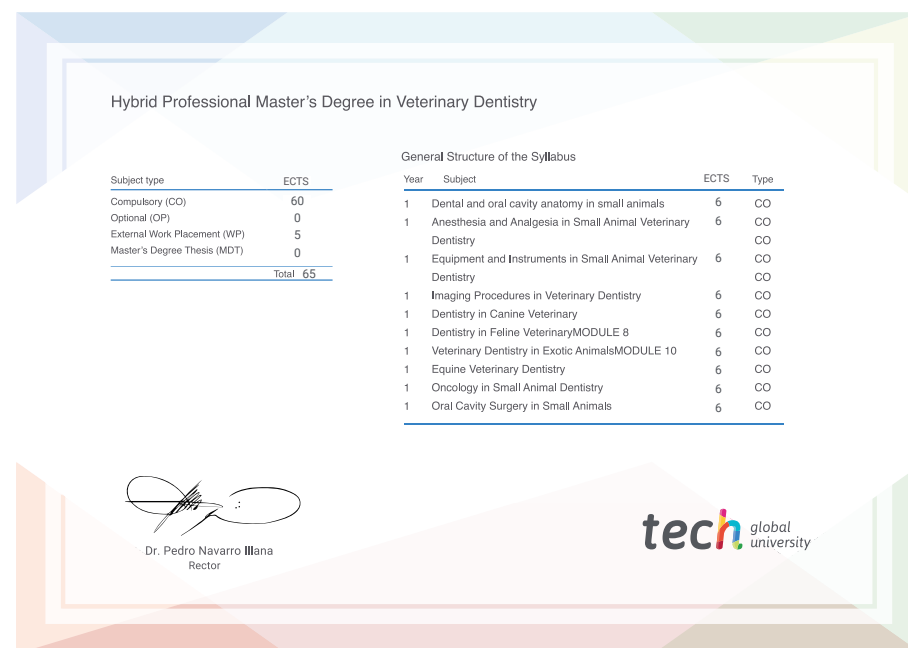 Hybrid Professional Master's Degree in Veterinary Dentistry
Subject type ECTS
Compulsory (CO) 60
Optional (OP) 0
External Work Placement (WP) 5
Master's Degree Thesis (MDT) 0
Total 65
General Structure of the Syllabus
Year Subject ECTS Type
1 Dental and oral cavity anatomy in small animals 6 CO
1 Anesthesia and Analgesia in Small Animal Veterinary 6 CO
Dentistry CO
1 Equipment and Instruments in Small Animal Veterinary 6 CO
Dentistry CO
1 Imaging Procedures in Veterinary Dentistry 6 CO
1 Dentistry in Canine Veterinary 6 CO
1 Dentistry in Feline VeterinaryMODULE 8 6 CO
1 Veterinary Dentistry in Exotic AnimalsMODULE 10 6 CO
1 Equine Veterinary Dentistry 6 CO
1 Oncology in Small Animal Dentistry 6 CO
1 Oral Cavity Surgery in Small Animals 6 CO
Dr. Pedro Navarro Illana
Rector
tech global
university